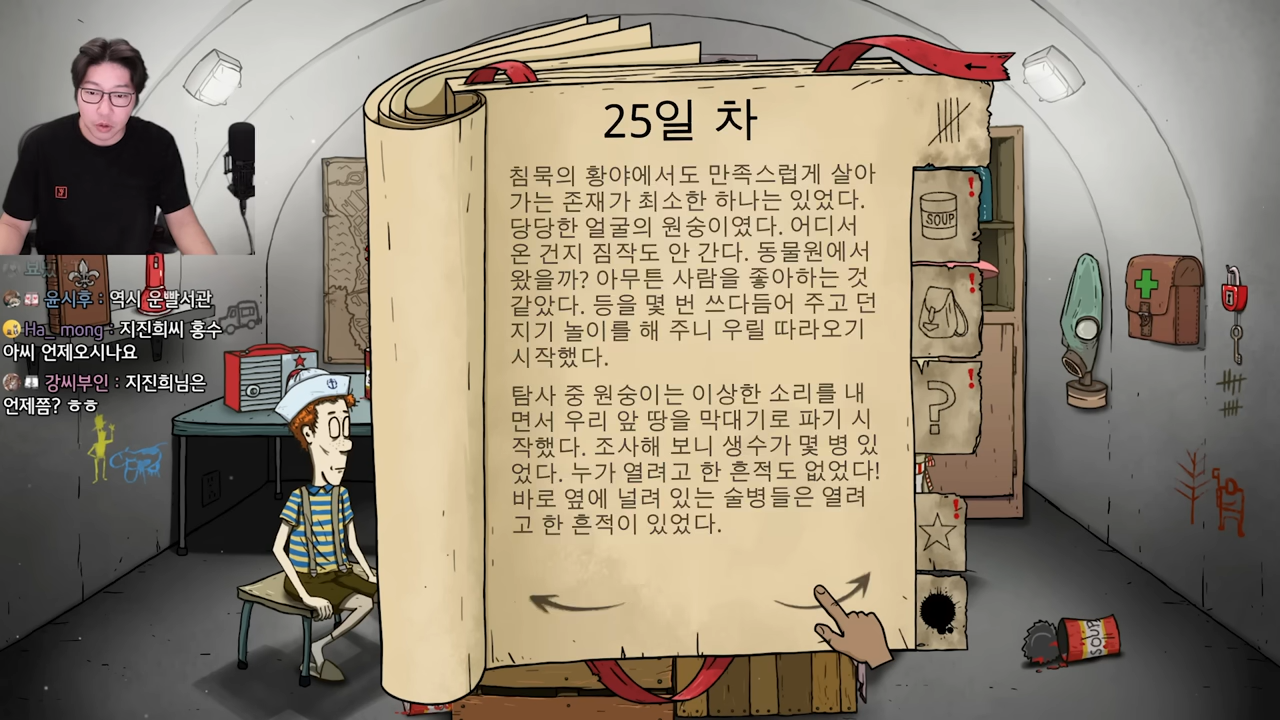 25일 차
침묵의 황야에서도 만족스럽게 살아
가는 존재가 최소한 하나는 있었다.
당당한 얼굴의 원숭이였다. 어디서
온 건지 짐작도 안 간다. 동물원에서
왔을까? 아무튼 사람을 좋아하는 것
같았다. 등을 몇 번 쓰다듬어 주고 던
지기 놀이를 해 주니 우릴 따라오기
시작했다.
탐사 중 원숭이는 이상한 소리를 내
면서 우리 앞 땅을 막대기로 파기 시
작했다. 조사해 보니 생수가 몇 병 있
었다. 누가 열려고 한 흔적도 없었다!
바로 옆에 널려 있는 술병들은 열려
고 한 흔적이 있었다.
윤시후 : 역시 운빨서관
Ha_ mong : 지진희씨 홍수
아씨 언제오시나요
강씨부인 : 지진희님은
언제쯤? ㅎㅎ
SOUP
?
SOUP